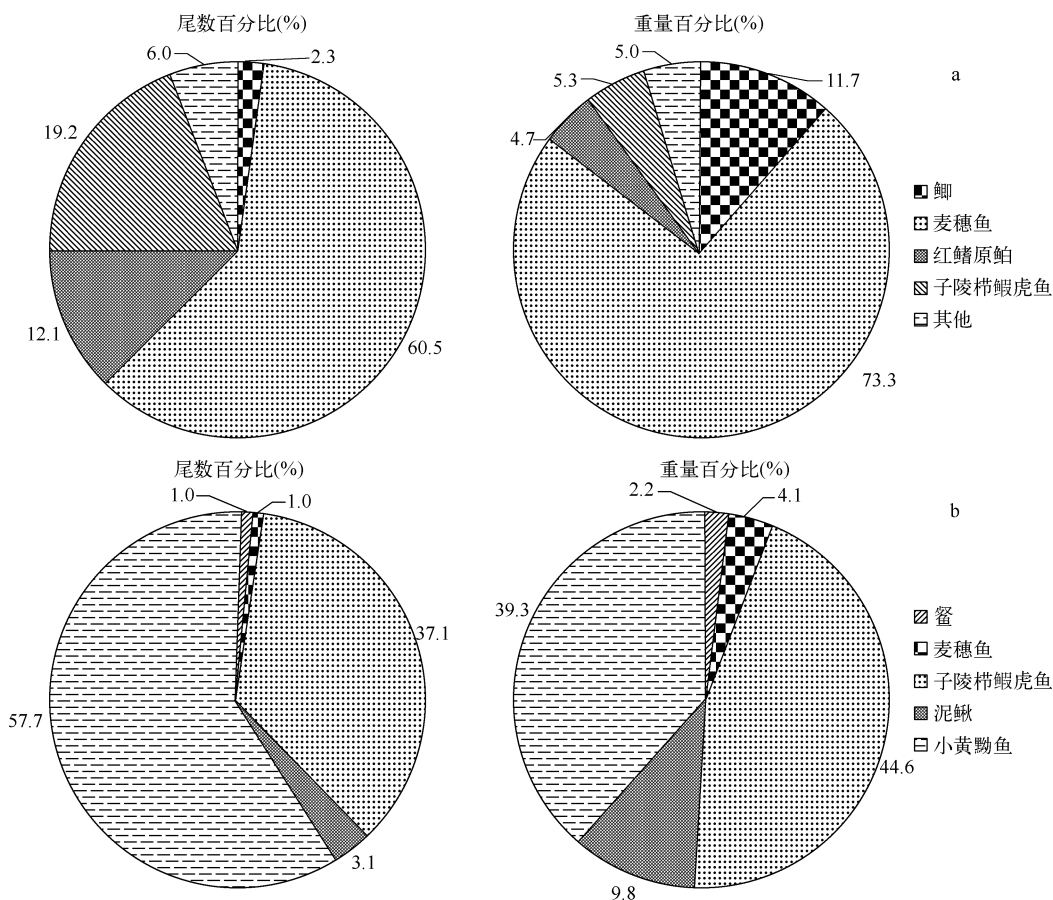 尾数百分比(%)
重量百分比(%)
6.0
2.3
5.0
11.7
a
5.3
19.2
4.7
鲫
麦穗鱼
红鳍原鲌
子陵栉鰕虎鱼
其他
12.1
60.5
73.3
尾数百分比(%)
重量百分比(%)
1.0
1.0
2.2
4.1
b
39.3
37.1
鳘
麦穗鱼
子陵栉鰕虎鱼
泥鳅
小黄黝鱼
57.7
44.6
3.1
9.8